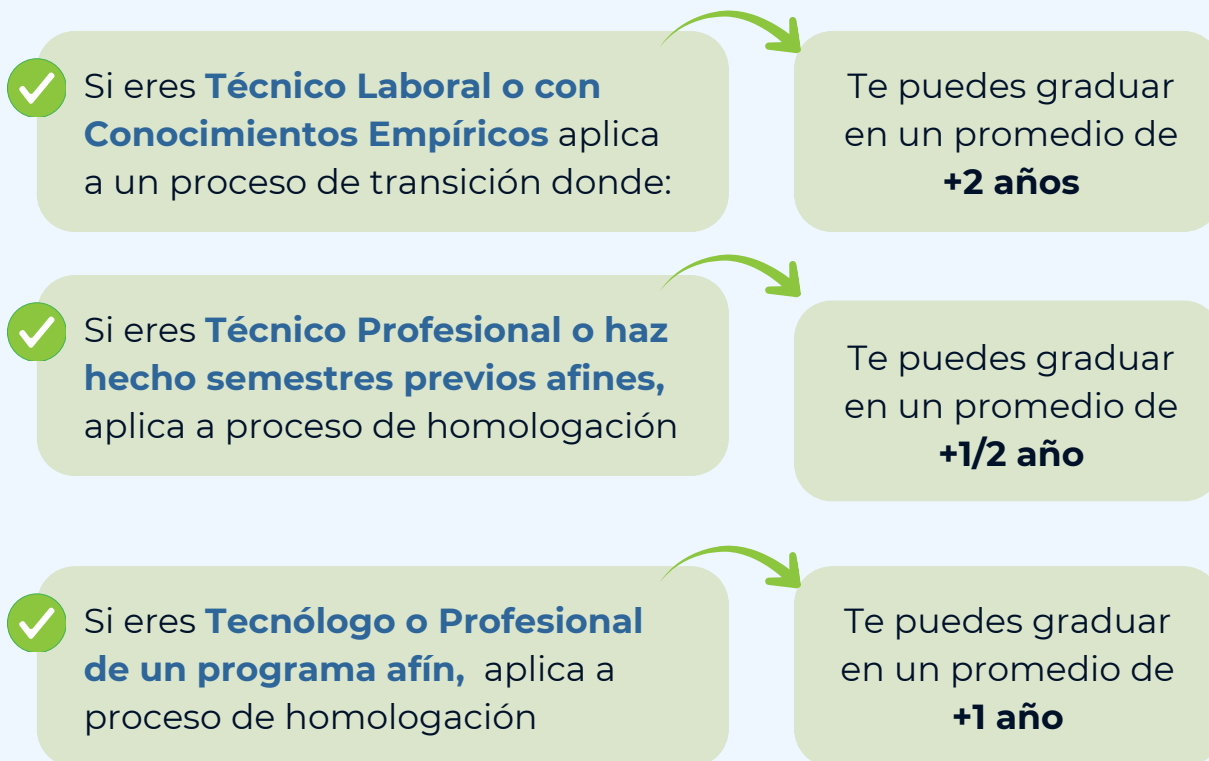 Si eres Técnico Laboral o con
Conocimientos Empíricos aplica
a un proceso de transición donde:
Te puedes graduar
en un promedio de
+2 años
Si eres Técnico Profesional o haz
hecho semestres previos afines,
aplica a proceso de homologación
Te puedes graduar
en un promedio de
+1/2 año
Si eres Tecnólogo o Profesional
de un programa afín, aplica a
proceso de homologación
Te puedes graduar
en un promedio de
+1 año